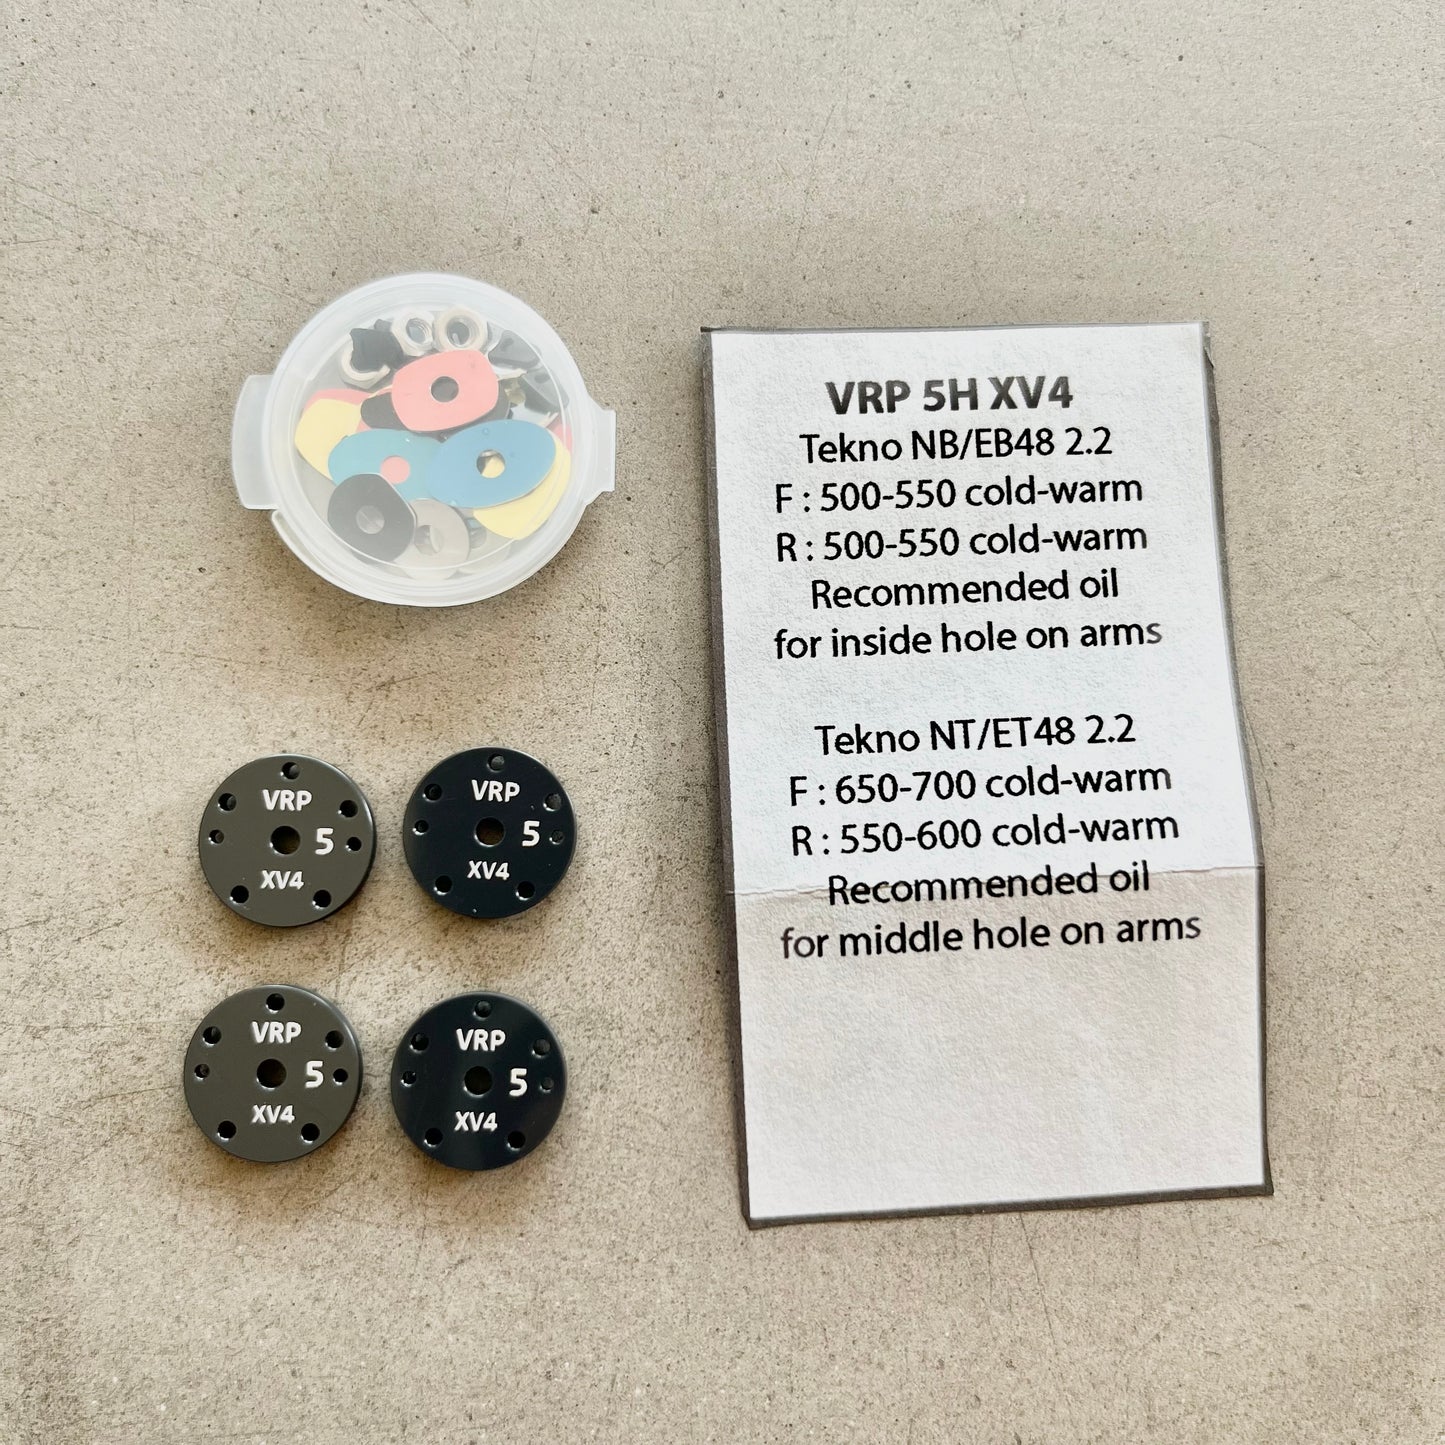 VRP 5H XV4
Tekno NB/EB48 2.2
F : 500-550 cold-warm
R : 500-550 cold-warm
Recommended oil
for inside hole on arms
Tekno NT/ET48 2.2
F : 650-700 cold-warm
R : 550-600 cold-warm
Recommended oil
for middle hole on arms
VRP
5
XV4
VRP
5
XV4
VRP
5
XV4
VRP
5
XV4